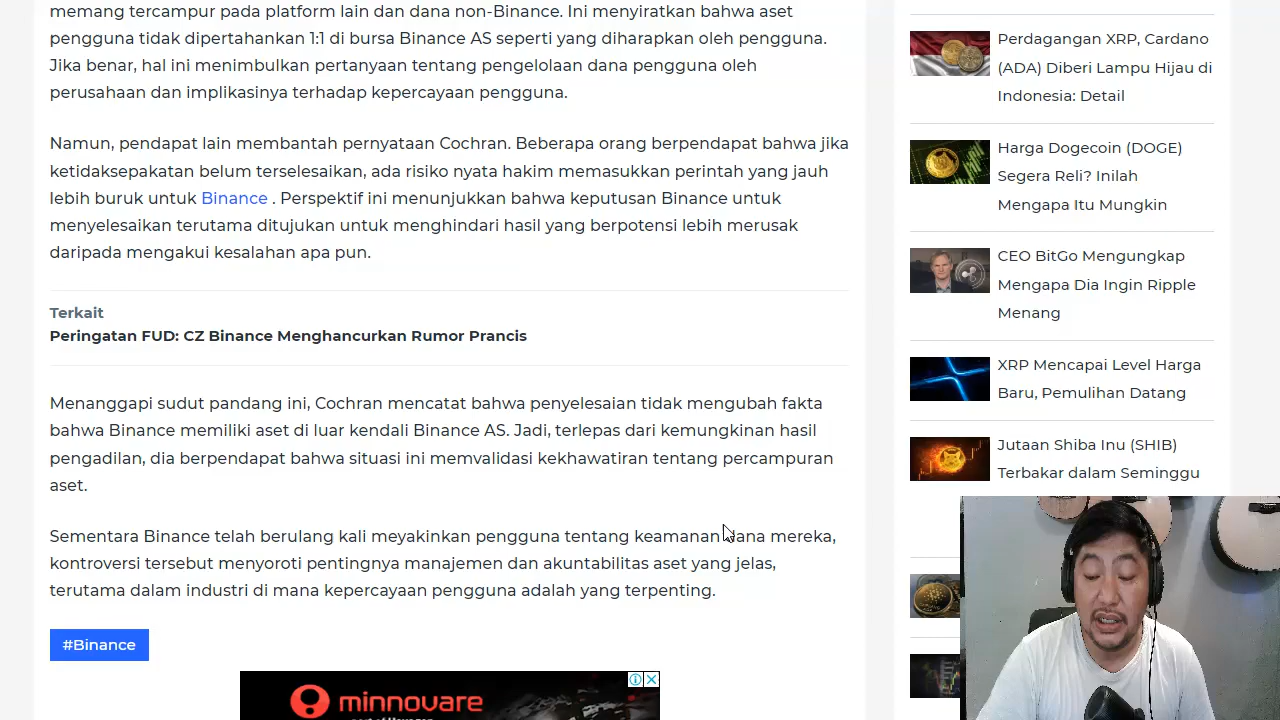 memang tercampur pada platform lain dan dana non-Binance. Ini menyiratkan bahwa aset
pengguna tidak dipertahankan 1:1 di bursa Binance AS seperti yang diharapkan oleh pengguna.
Jika benar, hal ini menimbulkan pertanyaan tentang pengelolaan dana pengguna oleh
perusahaan dan implikasinya terhadap kepercayaan pengguna.
Namun, pendapat lain membantah pernyataan Cochran. Beberapa orang berpendapat bahwa jika
ketidaksepakatan belum terselesaikan, ada risiko nyata hakim memasukkan perintah yang jauh
lebih buruk untuk Binance . Perspektif ini menunjukkan bahwa keputusan Binance untuk
menyelesaikan terutama ditujukan untuk menghindari hasil yang berpotensi lebih merusak
daripada mengakui kesalahan apa pun.
Terkait
Peringatan FUD: CZ Binance Menghancurkan Rumor Prancis
Menanggapi sudut pandang ini, Cochran mencatat bahwa penyelesaian tidak mengubah fakta
bahwa Binance memiliki aset di luar kendali Binance AS. Jadi, terlepas dari kemungkinan hasil
pengadilan, dia berpendapat bahwa situasi ini memvalidasi kekhawatiran tentang percampuran
aset.
Sementara Binance telah berulang kali meyakinkan pengguna tentang keamanan dana mereka,
kontroversi tersebut menyoroti pentingnya manajemen dan akuntabilitas aset yang jelas,
terutama dalam industri di mana kepercayaan pengguna adalah yang terpenting.
#Binance
minnovare
Perdagangan XRP, Cardano
(ADA) Diberi Lampu Hijau di
Indonesia: Detail
Harga Dogecoin (DOGE)
Segera Reli? Inilah
Mengapa Itu Mungkin
CEO BitGo Mengungkap
Mengapa Dia Ingin Ripple
Menang
XRP Mencapai Level Harga
Baru, Pemulihan Datang
Jutaan Shiba Inu (SHIB)
Terbakar dalam Seminggu